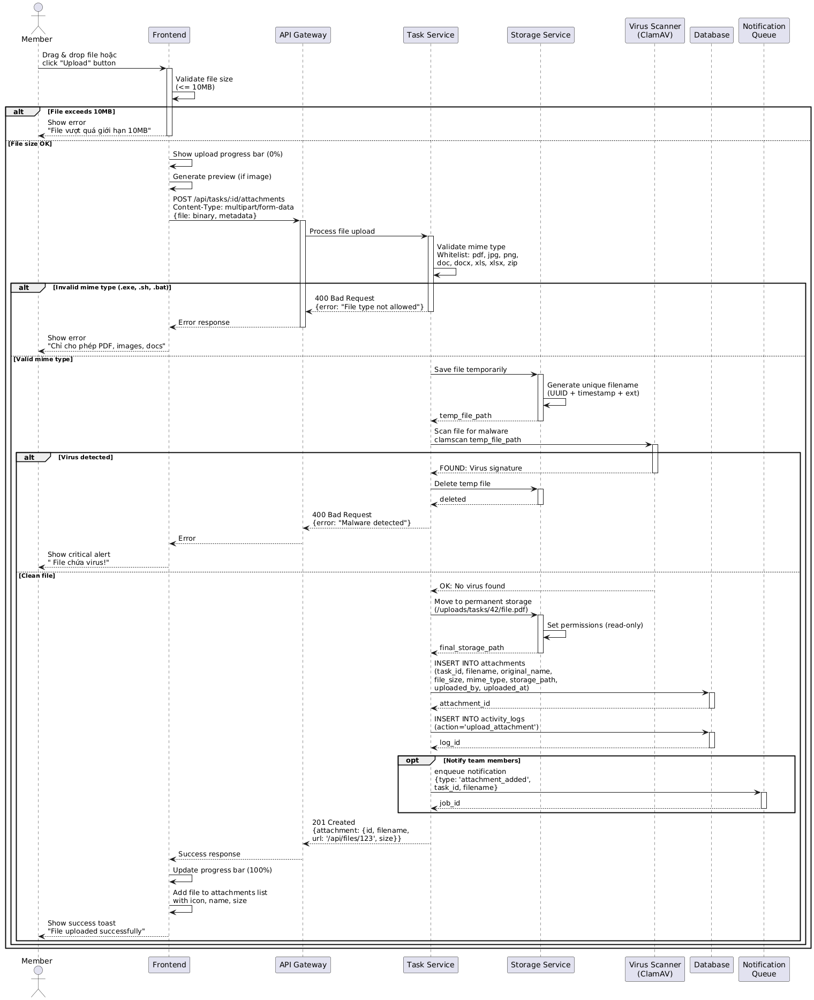 Member
Frontend
API Gateway
Task Service
Storage Service
Virus Scanner
(ClamAV)
Database
Notification
Queue
Drag & drop file hoặc
click "Upload" button
Validate file size
(<= 10MB)
alt
[File exceeds 10MB]
Show error
"File vượt quá giới hạn 10MB"
[File size OK]
Show upload progress bar (0%)
Generate preview (if image)
POST /api/tasks/:id/attachments
Content-Type: multipart/form-data
{file: binary, metadata}
Process file upload
Validate mime type
Whitelist: pdf, jpg, png,
doc, docx, xls, xlsx, zip
alt
[Invalid mime type (.exe, .sh, .bat)]
400 Bad Request
{error: "File type not allowed"}
Error response
Show error
"Chỉ cho phép PDF, images, docs"
[Valid mime type]
Save file temporarily
Generate unique filename
(UUID + timestamp + ext)
temp_file_path
Scan file for malware
clamscan temp_file_path
alt
[Virus detected]
FOUND: Virus signature
Delete temp file
deleted
400 Bad Request
{error: "Malware detected"}
Error
Show critical alert
" File chứa virus!"
[Clean file]
OK: No virus found
Move to permanent storage
(/uploads/tasks/42/file.pdf)
Set permissions (read-only)
final_storage_path
INSERT INTO attachments
(task_id, filename, original_name,
file_size, mime_type, storage_path,
uploaded_by, uploaded_at)
attachment_id
INSERT INTO activity_logs
(action='upload_attachment')
log_id
opt
[Notify team members]
enqueue notification
{type: 'attachment_added',
task_id, filename}
job_id
201 Created
{attachment: {id, filename,
url: '/api/files/123', size}}
Success response
Update progress bar (100%)
Add file to attachments list
with icon, name, size
Show success toast
"File uploaded successfully"
Member
Frontend
API Gateway
Task Service
Storage Service
Virus Scanner
(ClamAV)
Database
Notification
Queue